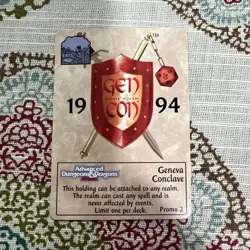 GEN
CON
19 94
Advanced
Dungeons & Dragons
Geneva
Conclave
This holding can be attached to any realm.
The realm can cast any spell and is
never affected by events.
Limit one per deck.
Promo 2